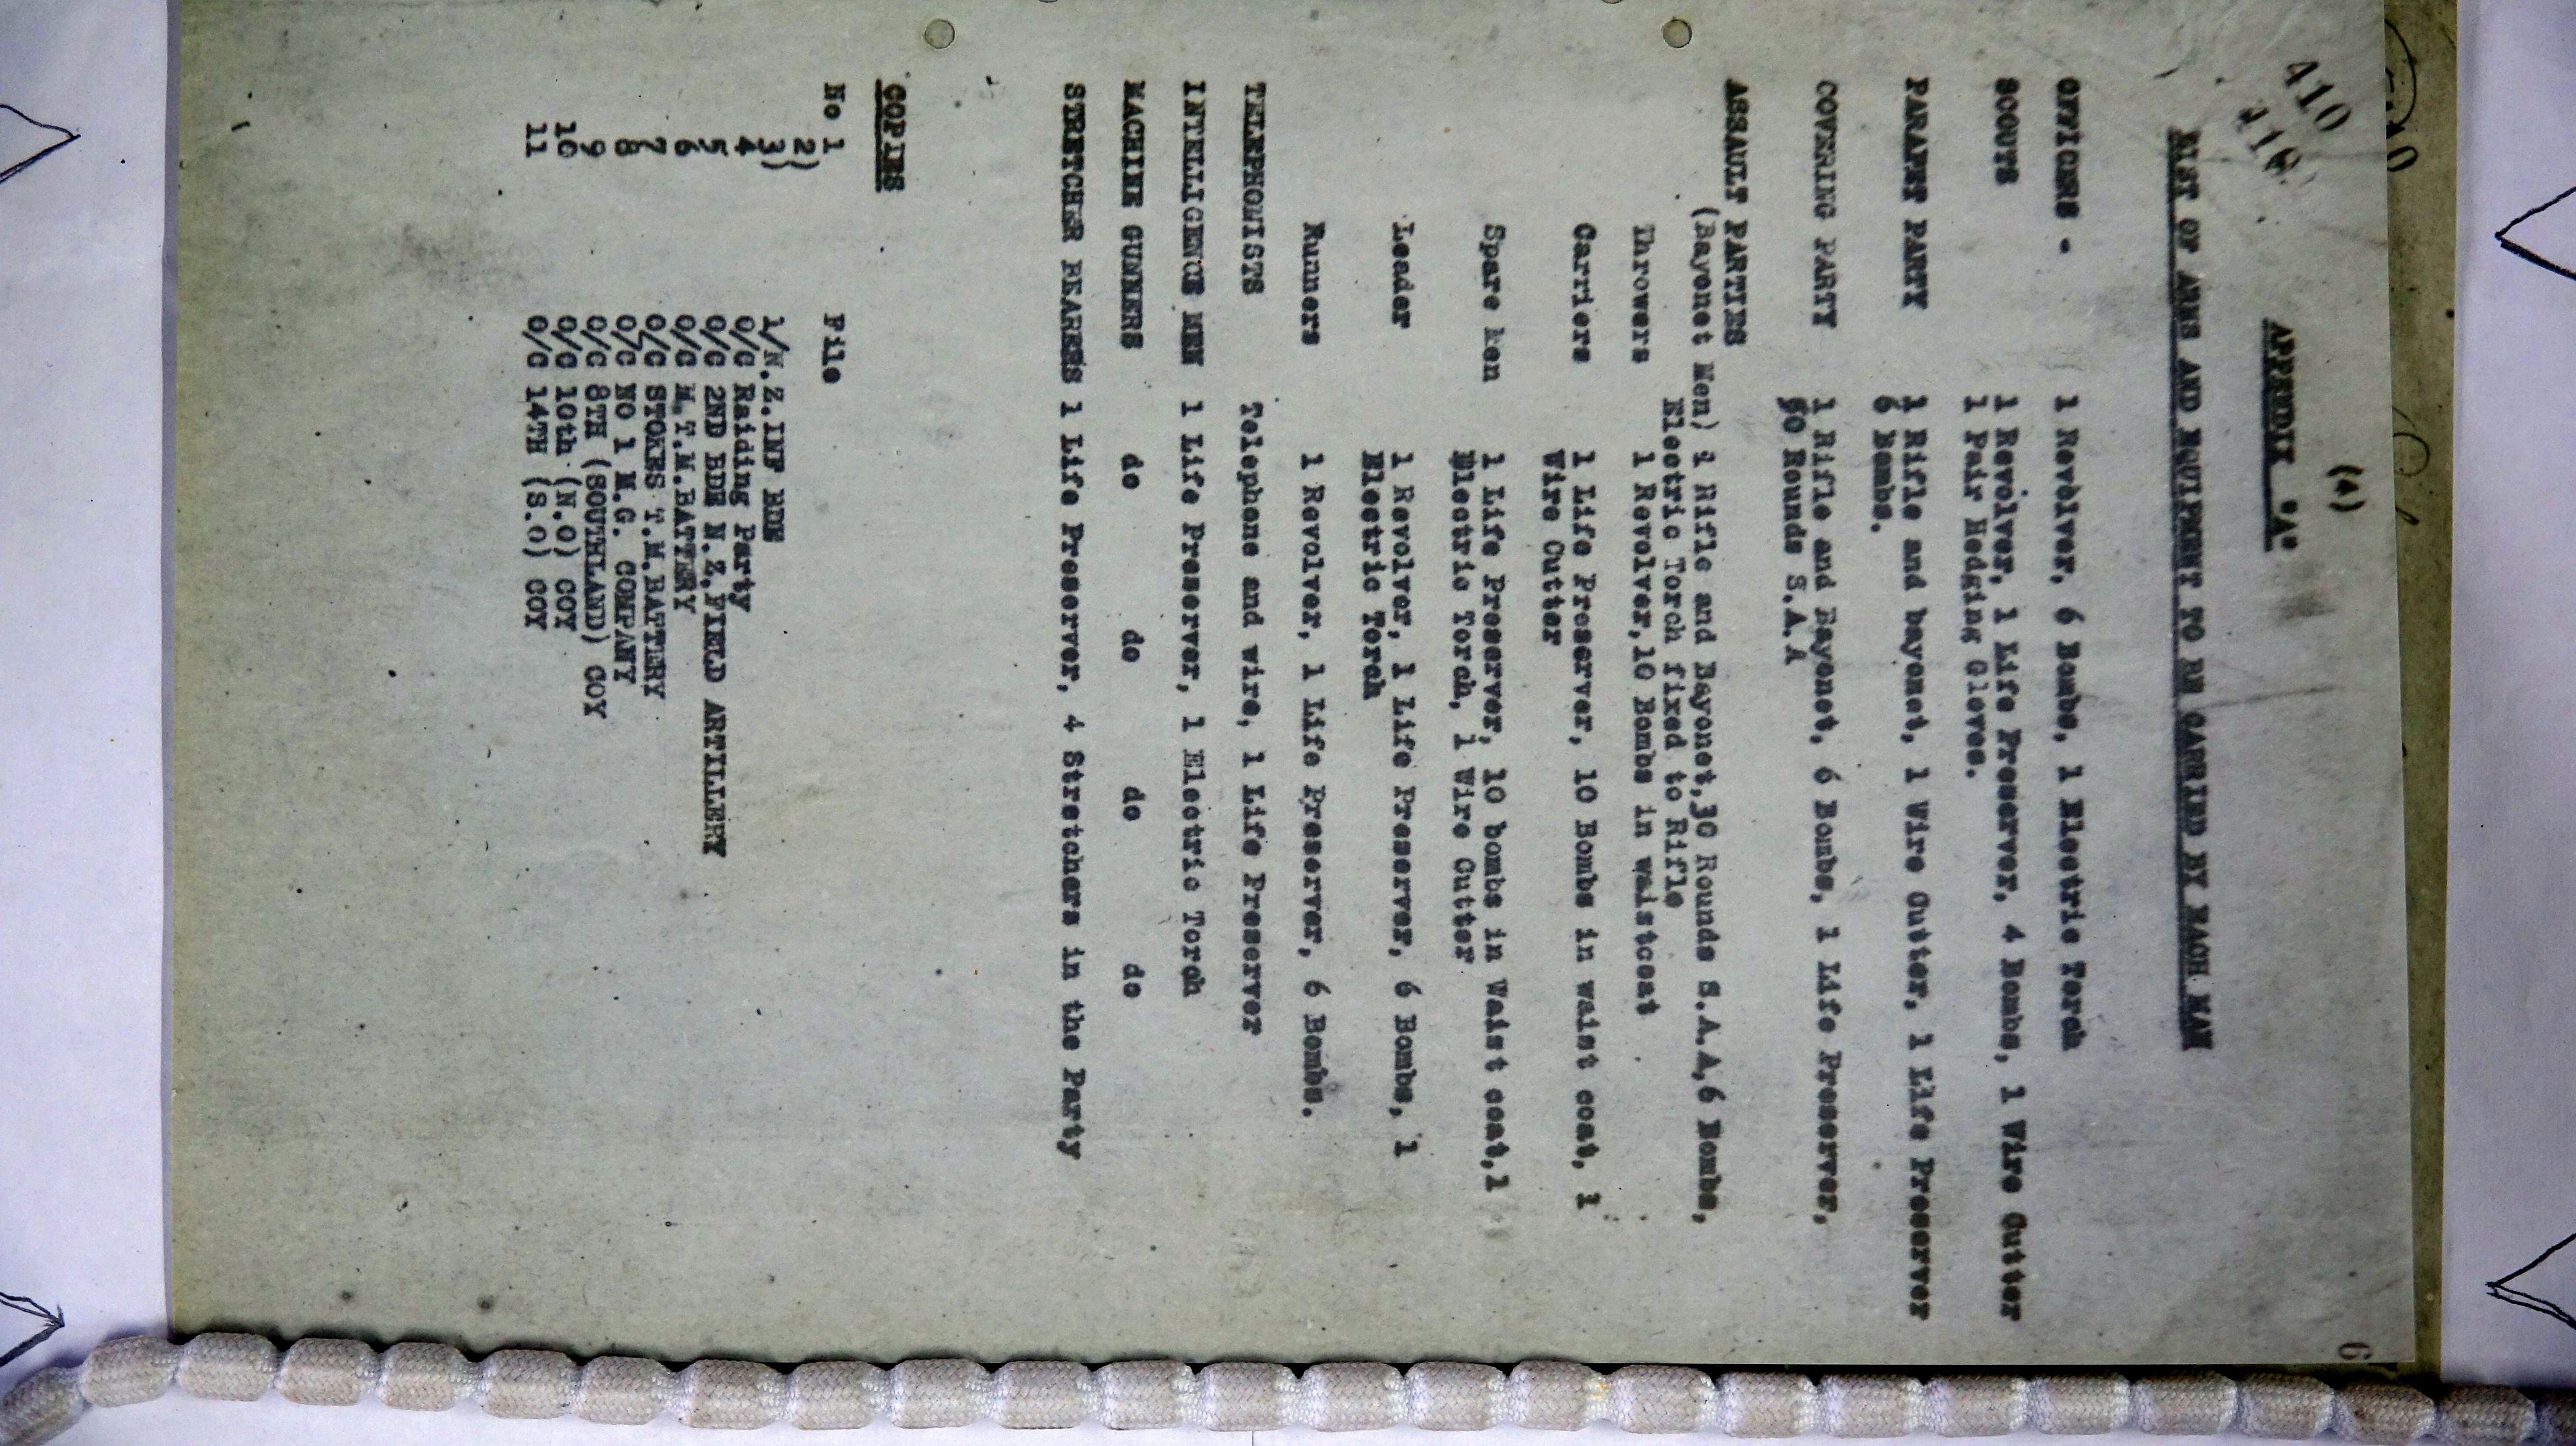 (4)
410
APPENDIX "A"
LIST OF ARMS AND EQUIPMENT TO BE CARRIED BY EACH MAN
OFFICERS - 1 Revolver, 6 Bombs, 1 Electric Torch
SCOUTS 1 Revolver, 1 Life Preserver, 4 Bombs, 1 Wire Cutter
1 Pair Hedging Gloves.
PARAPET PARTY 1 Rifle and bayonet, 1 Wire Cutter, 1 Life Preserver
6 Bombs.
COVERING PARTY 1 Rifle and Bayonet, 6 Bombs, 1 Life Preserver,
50 Rounds S.A.A
ASSAULT PARTIES
(Bayonet Men) 1 Rifle and Bayonet,30 Rounds S.A.A,6 Bombs,
Electric Torch fixed to Rifle
Throwers 1 Revolver,10 Bombs in waistcoat
Carriers 1 Life Preserver, 10 Bombs in waist coat, 1
Wire Cutter
Spare Men 1 Life Preserver, 10 bombs in Waist coat,1
Electric Torch, 1 Wire Cutter
Leader 1 Revolver, 1 Life Preserver, 6 Bombs, 1
Electric Torch
Runners 1 Revolver, 1 Life Preserver, 6 Bombs.
TELEPHONISTS Telephone and wire, 1 Life Preserver
INTELLIGENCE MEN 1 Life Preserver, 1 Electric Torch
MACHINE GUNNERS do do do do
STRETCHER BEARERS 1 Life Preserver, 4 Stretchers in the Party
COPIES
No 1 File
2)
3) 1/N.Z.INF BDE
4 O/C Raiding Party
5 O/C 2ND BDE N.Z.FIELD ARTILLERY
6 O/C M.T.M.BATTERY
7 O/C STOKES T.M.BATTERY
8 O/C NO 1 M.G. COMPANY
9 O/C 8TH (SOUTHLAND) COY
10 O/C 10th (N.O) COY
11 O/C 14TH (S.O) COY